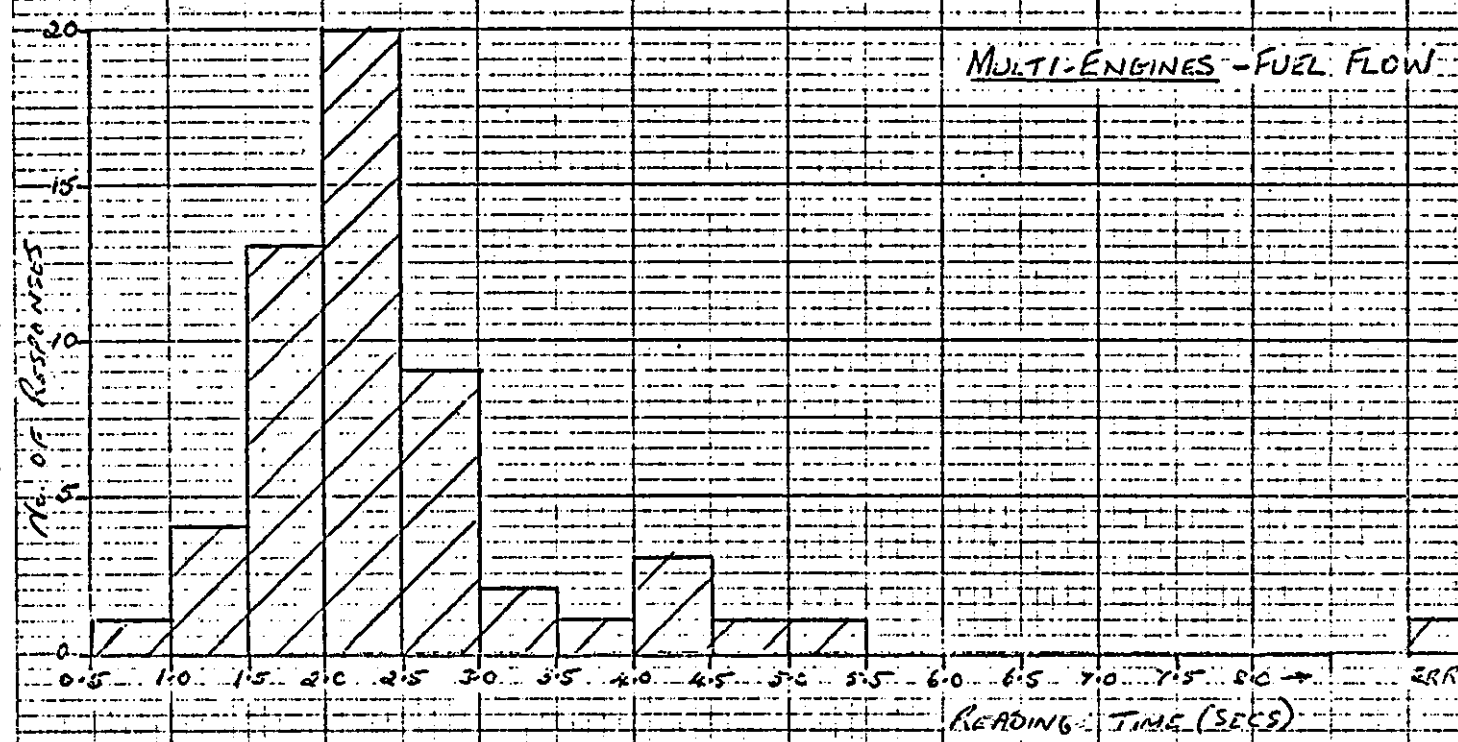 MULTI-ENGINES - FUEL FLOW
20
15
10
5
0
No. OF RESPONSES
0.5 1.0 1.5 2.0 2.5 3.0 3.5 4.0 4.5 5.0 5.5 6.0 6.5 7.0 7.5 8.0 → ERR
READING TIME (SECS)